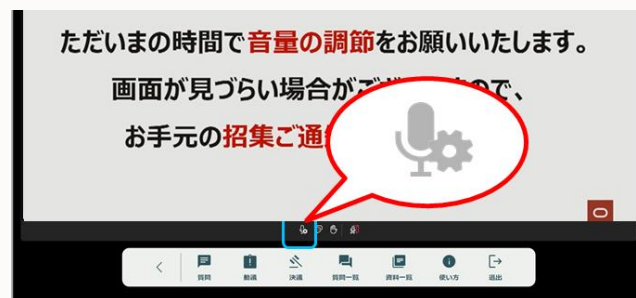 ただいまの時間で音量の調節をお願いいたします。
画面が見づらい場合が
で、
お手元の招集ご通
質問
動議
決議
質問一覧
資料一覧
使い方
退出